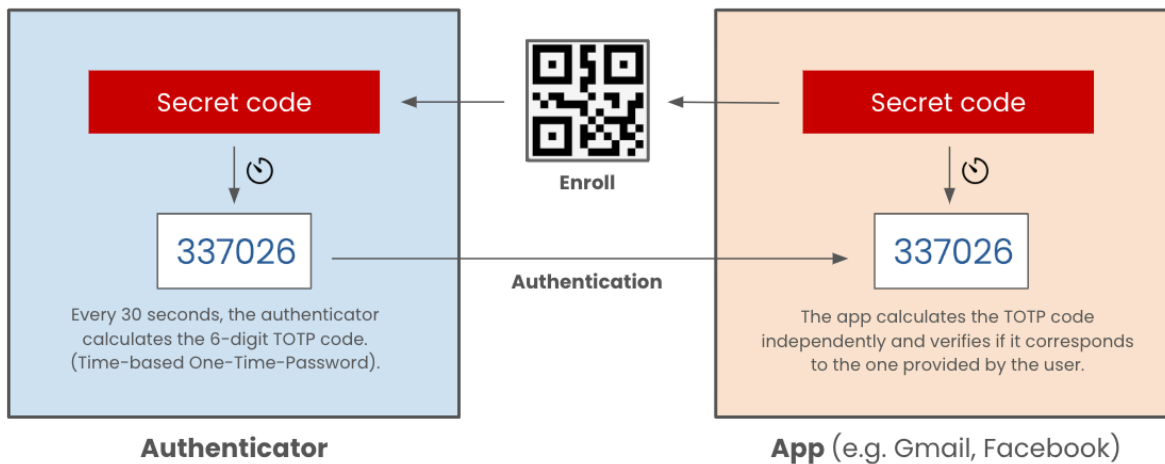 Secret code
Secret code
Enroll
337026
337026
Authentication
Every 30 seconds, the authenticator
calculates the 6-digit TOTP code.
(Time-based One-Time-Password).
The app calculates the TOTP code
independently and verifies if it corresponds
to the one provided by the user.
Authenticator
App (e.g. Gmail, Facebook)